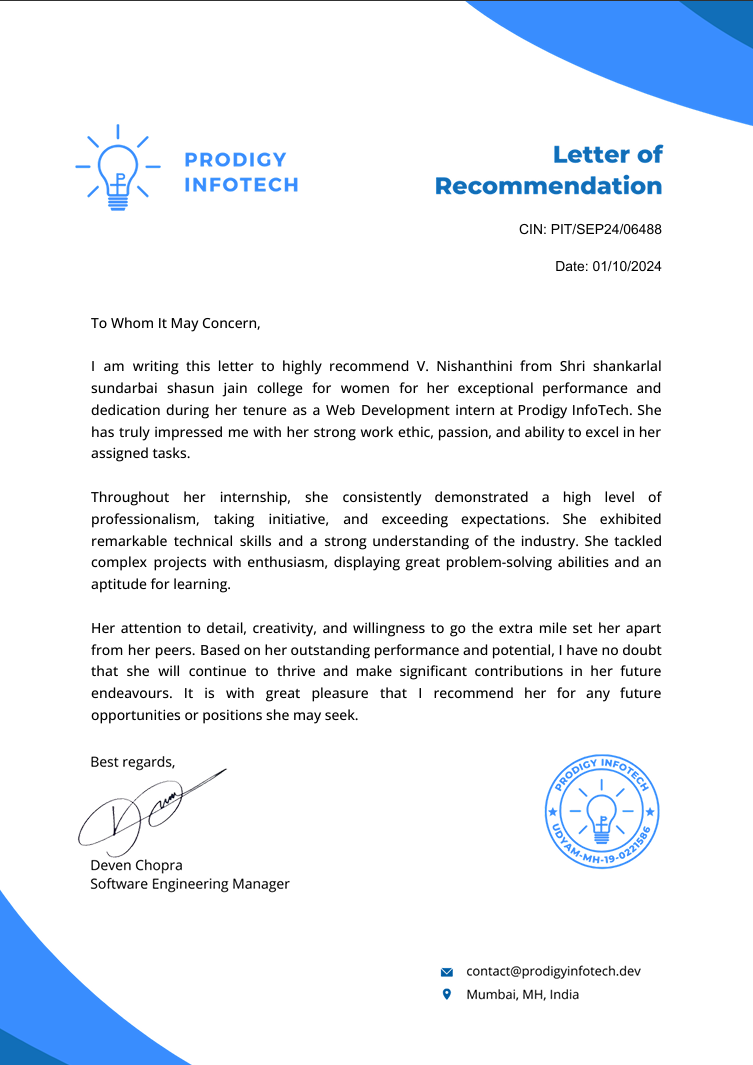 PRODIGY
INFOTECH
Letter of
Recommendation
CIN: PIT/SEP24/06488
Date: 01/10/2024
To Whom It May Concern,
I am writing this letter to highly recommend V. Nishanthini from Shri shankarlal
sundarbai shasun jain college for women for her exceptional performance and
dedication during her tenure as a Web Development intern at Prodigy InfoTech. She
has truly impressed me with her strong work ethic, passion, and ability to excel in her
assigned tasks.
Throughout her internship, she consistently demonstrated a high level of
professionalism, taking initiative, and exceeding expectations. She exhibited
remarkable technical skills and a strong understanding of the industry. She tackled
complex projects with enthusiasm, displaying great problem-solving abilities and an
aptitude for learning.
Her attention to detail, creativity, and willingness to go the extra mile set her apart
from her peers. Based on her outstanding performance and potential, I have no doubt
that she will continue to thrive and make significant contributions in her future
endeavours. It is with great pleasure that I recommend her for any future
opportunities or positions she may seek.
Best regards,
Deven Chopra
Software Engineering Manager
PRODIGY INFOTECH
UDYAM-MH-19-0221586
contact@prodigyinfotech.dev
Mumbai, MH, India